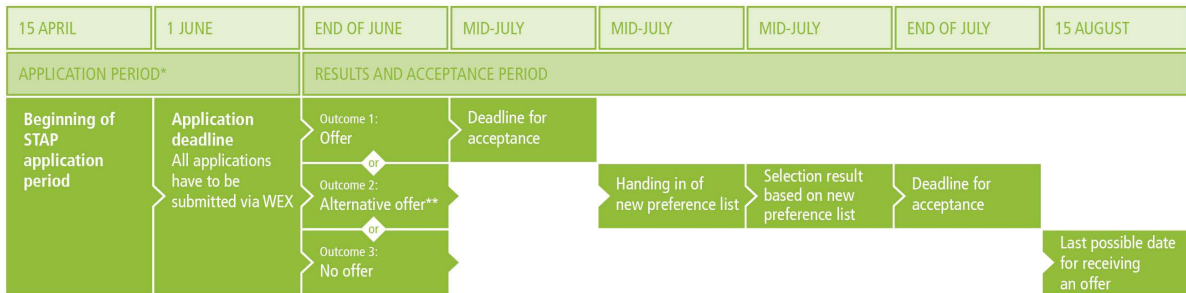 15 APRIL
1 JUNE
END OF JUNE
MID-JULY
MID-JULY
MID-JULY
END OF JULY
15 AUGUST
APPLICATION PERIOD*
RESULTS AND ACCEPTANCE PERIOD
Beginning of
STAP
application
period
Application
deadline
All applications
have to be
submitted via WEX
Outcome 1:
Offer
Deadline for
acceptance
or
Outcome 2:
Alternative offer**
Handing in of
new preference list
Selection result
based on new
preference list
Deadline for
acceptance
or
Outcome 3:
No offer
Last possible date
for receiving
an offer